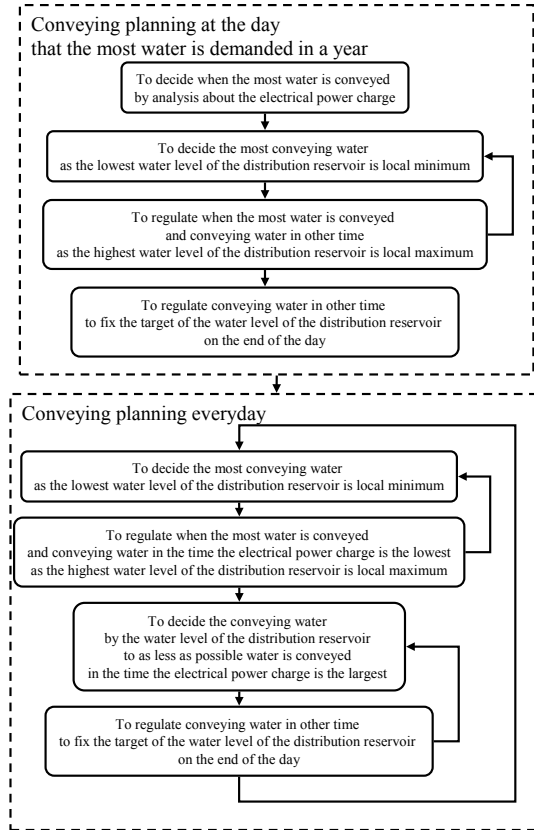 Conveying planning at the day
that the most water is demanded in a year
To decide when the most water is conveyed
by analysis about the electrical power charge
To decide the most conveying water
as the lowest water level of the distribution reservoir is local minimum
To regulate when the most water is conveyed
and conveying water in other time
as the highest water level of the distribution reservoir is local maximum
To regulate conveying water in other time
to fix the target of the water level of the distribution reservoir
on the end of the day
Conveying planning everyday
To decide the most conveying water
as the lowest water level of the distribution reservoir is local minimum
To regulate when the most water is conveyed
and conveying water in the time the electrical power charge is the lowest
as the highest water level of the distribution reservoir is local maximum
To decide the conveying water
by the water level of the distribution reservoir
to as less as possible water is conveyed
in the time the electrical power charge is the largest
To regulate conveying water in other time
to fix the target of the water level of the distribution reservoir
on the end of the day